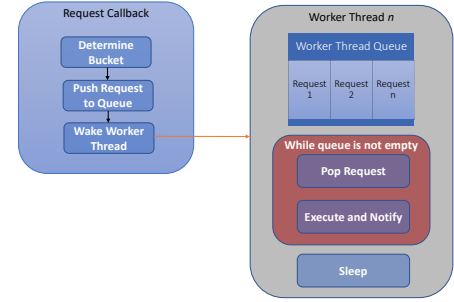 Request Callback
Determine
Bucket
Push Request
to Queue
Wake Worker
Thread
Worker Thread n
Worker Thread Queue
Request
1
Request
2
Request
n
While queue is not empty
Pop Request
Execute and Notify
Sleep